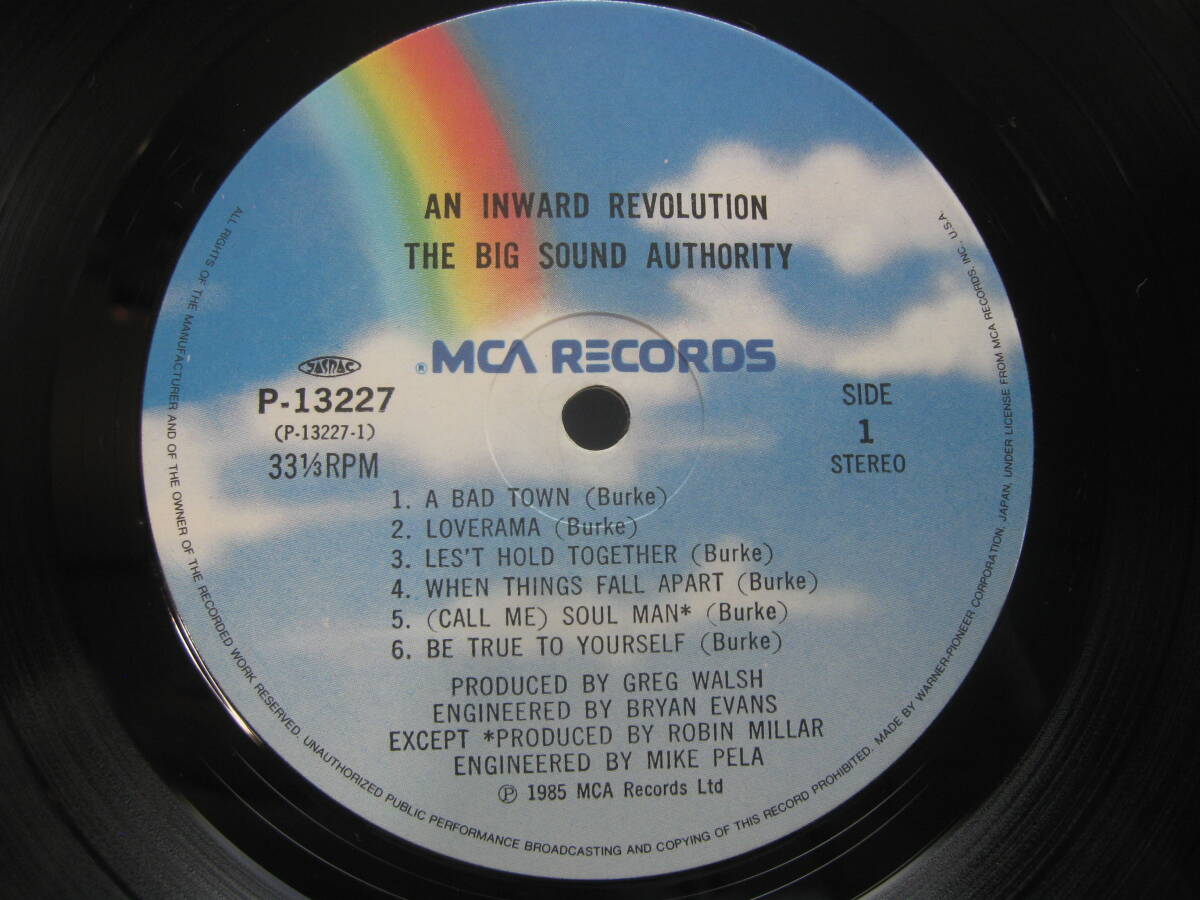 AN INWARD REVOLUTION
THE BIG SOUND AUTHORITY
® MCA RECORDS
JASRAC
P-13227
(P-13227-1)
33⅓RPM
SIDE
1
STEREO
1. A BAD TOWN (Burke)
2. LOVERAMA (Burke)
3. LES'T HOLD TOGETHER (Burke)
4. WHEN THINGS FALL APART (Burke)
5. (CALL ME) SOUL MAN* (Burke)
6. BE TRUE TO YOURSELF (Burke)
PRODUCED BY GREG WALSH
ENGINEERED BY BRYAN EVANS
EXCEPT *PRODUCED BY ROBIN MILLAR
ENGINEERED BY MIKE PELA
℗ 1985 MCA Records Ltd
ALL RIGHTS OF THE MANUFACTURER AND OF THE OWNER OF THE RECORDED WORK RESERVED. UNAUTHORIZED PUBLIC PERFORMANCE BROADCASTING AND COPYING OF THIS RECORD PROHIBITED. MADE BY WARNER-PIONEER CORPORATION, JAPAN, UNDER LICENSE FROM MCA RECORDS, INC., U.S.A.